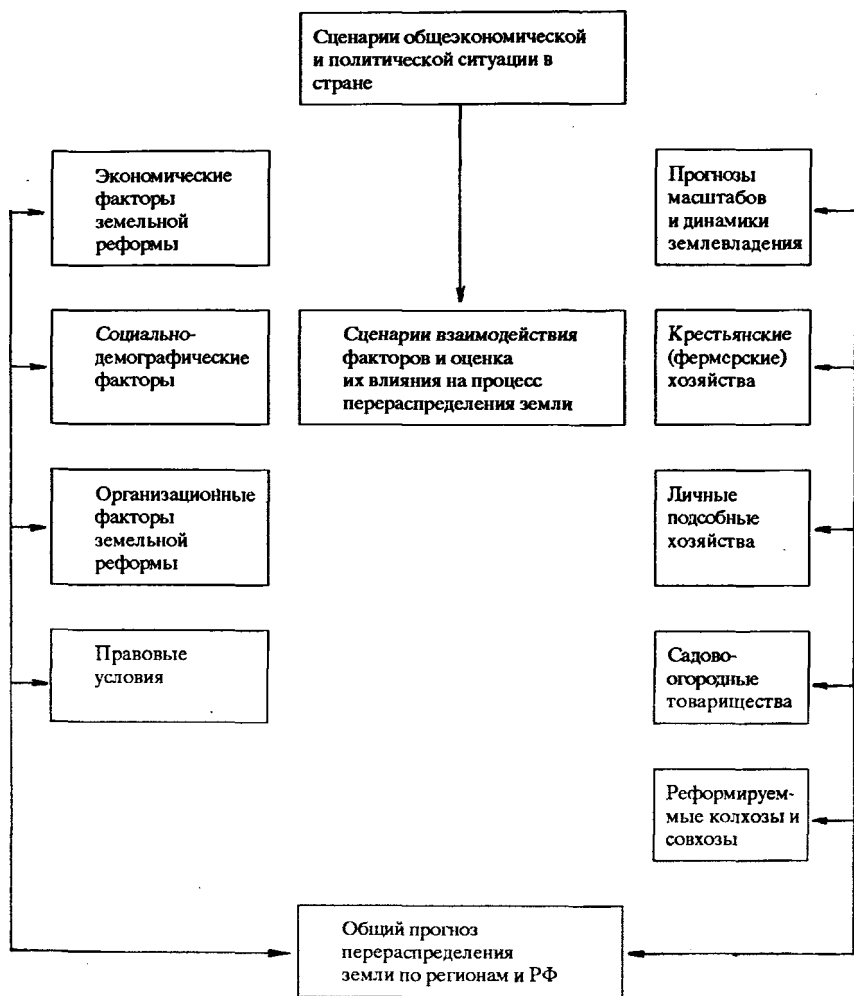 Сценарии общеэкономической
и политической ситуации в
стране
Экономические
факторы
земельной
реформы
Прогнозы
масштабов
и динамики
землевладения
Социально-
демографические
факторы
Сценарии взаимодействия
факторов и оценка
их влияния на процесс
перераспределения земли
Крестьянские
(фермерские)
хозяйства
Организационные
факторы
земельной
реформы
Личные
подсобные
хозяйства
Правовые
условия
Садово-
огородные
товарищества
Реформируем-
мые колхозы и
совхозы
Общий прогноз
перераспределения
земли по регионам и РФ